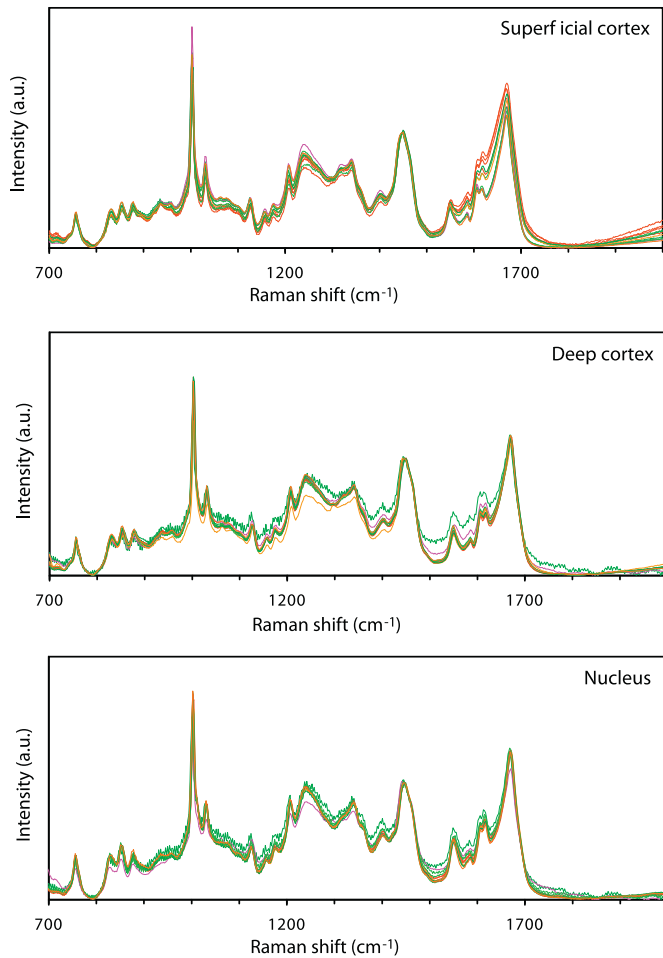 Superf icial cortex
Intensity (a.u.)
700 1200 1700
Raman shift (cm-1)
Deep cortex
Intensity (a.u.)
700 1200 1700
Raman shift (cm-1)
Nucleus
Intensity (a.u.)
700 1200 1700
Raman shift (cm-1)